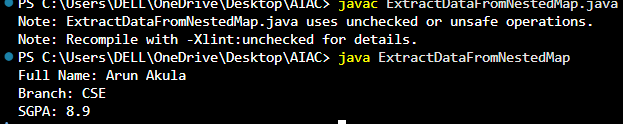 PS C:\Users\DELL\OneDrive\Desktop\AIAC> javac ExtractDataFromNestedMap.java
Note: ExtractDataFromNestedMap.java uses unchecked or unsafe operations.
Note: Recompile with -Xlint:unchecked for details.
PS C:\Users\DELL\OneDrive\Desktop\AIAC> java ExtractDataFromNestedMap
Full Name: Arun Akula
Branch: CSE
SGPA: 8.9